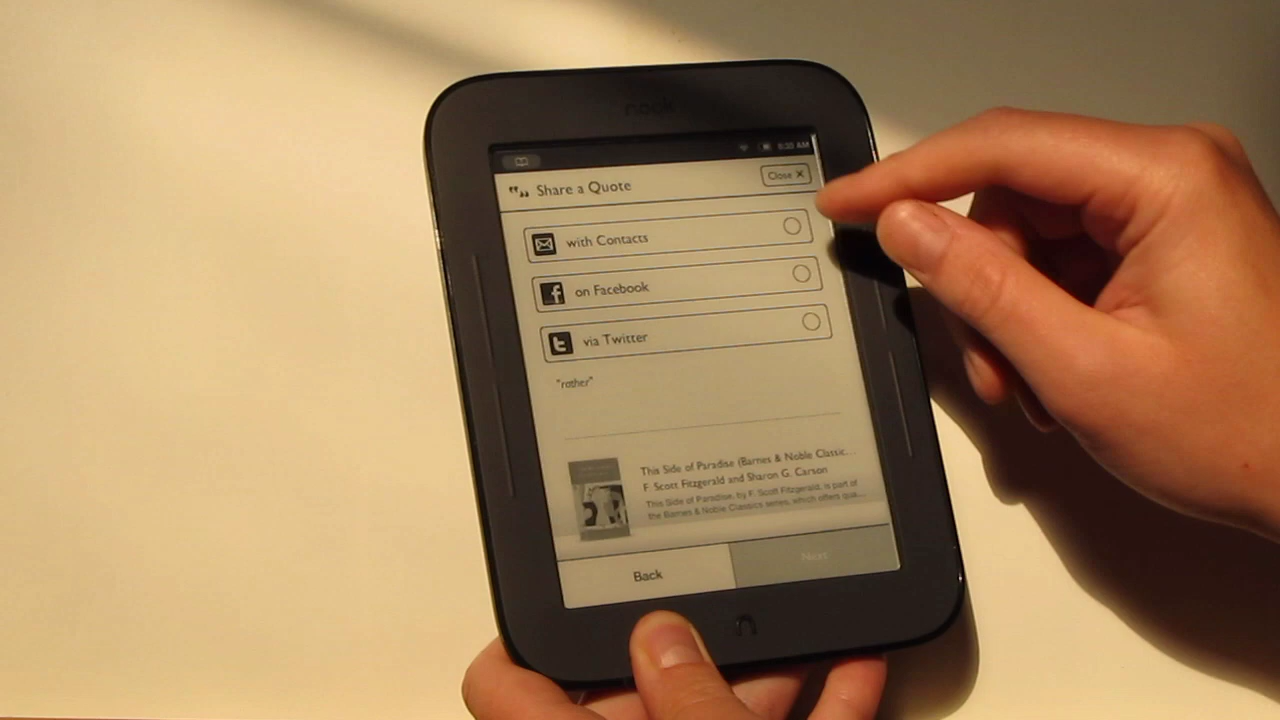 nook
8:00 AM
Share a Quote
Close X
with Contacts
on Facebook
via Twitter
"rather"
This Side of Paradise (Barnes & Noble Classic...
F. Scott Fitzgerald and Sharon G. Carson
This Side of Paradise, by F. Scott Fitzgerald, is part of
the Barnes & Noble Classics series, which offers qua...
Back
Next